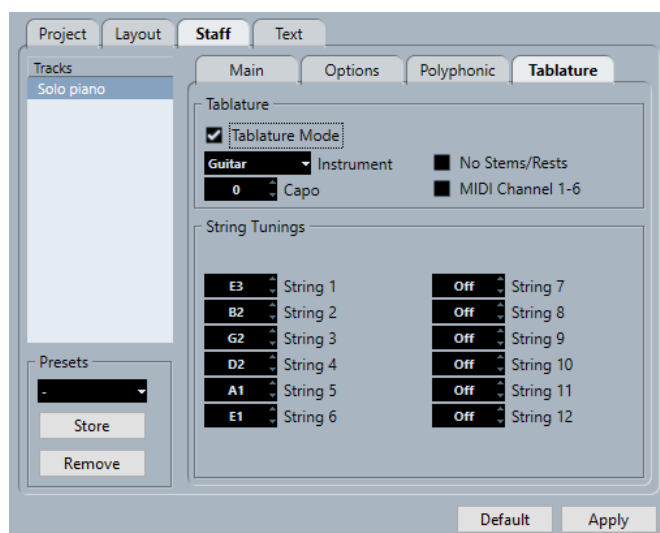 Project Layout Staff Text
Tracks
Solo piano
Main Options Polyphonic Tablature
Tablature
Tablature Mode
Guitar Instrument No Stems/Rests
0 Capo MIDI Channel 1-6
String Tunings
E3 String 1 Off String 7
B2 String 2 Off String 8
G2 String 3 Off String 9
D2 String 4 Off String 10
A1 String 5 Off String 11
E1 String 6 Off String 12
Presets
-
Store
Remove
Default Apply